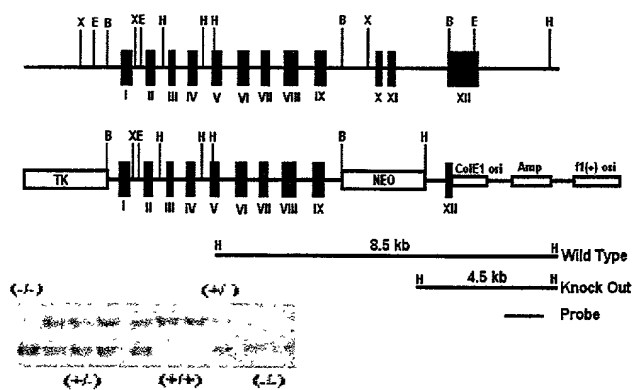 X E B XE H H H B X B E H
I II III IV V VI VII VIII IX X XI XII
B XE H H H B H
TK NEO ColE1 ori Amp f1(+) ori
I II III IV V VI VII VIII IX XII
H 8.5 kb H Wild Type
H 4.5 kb H Knock Out
Probe
(-/-) (+/)
(+/-) (+/+) (-/-)